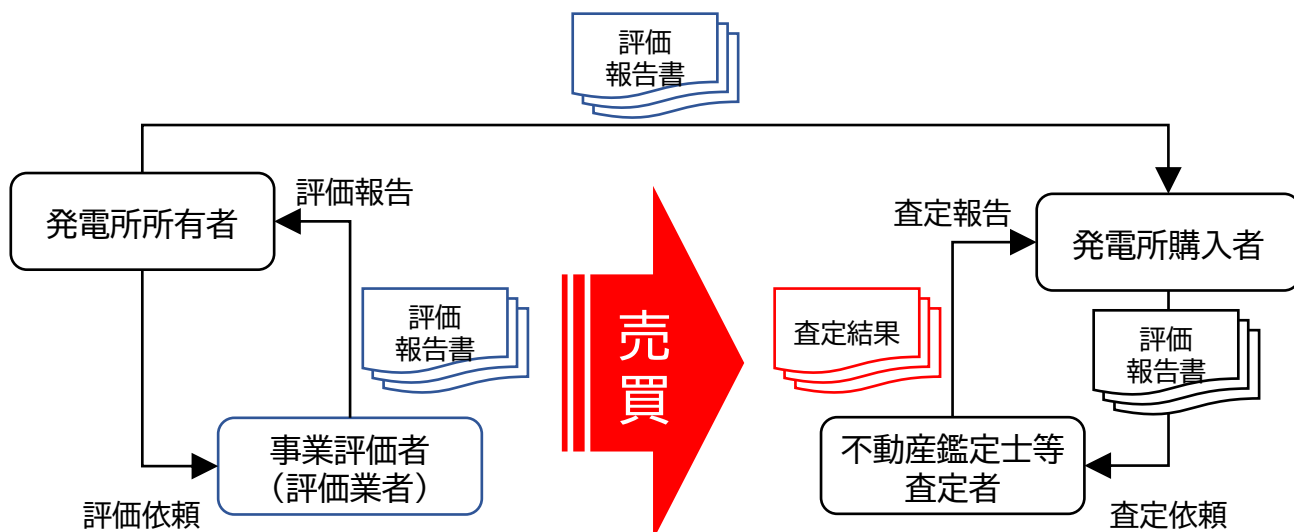 評価
報告書
発電所所有者
評価報告
評価
報告書
事業評価者
（評価業者）
評価依頼
売
買
査定報告
発電所購入者
査定結果
評価
報告書
不動産鑑定士等
査定者
査定依頼